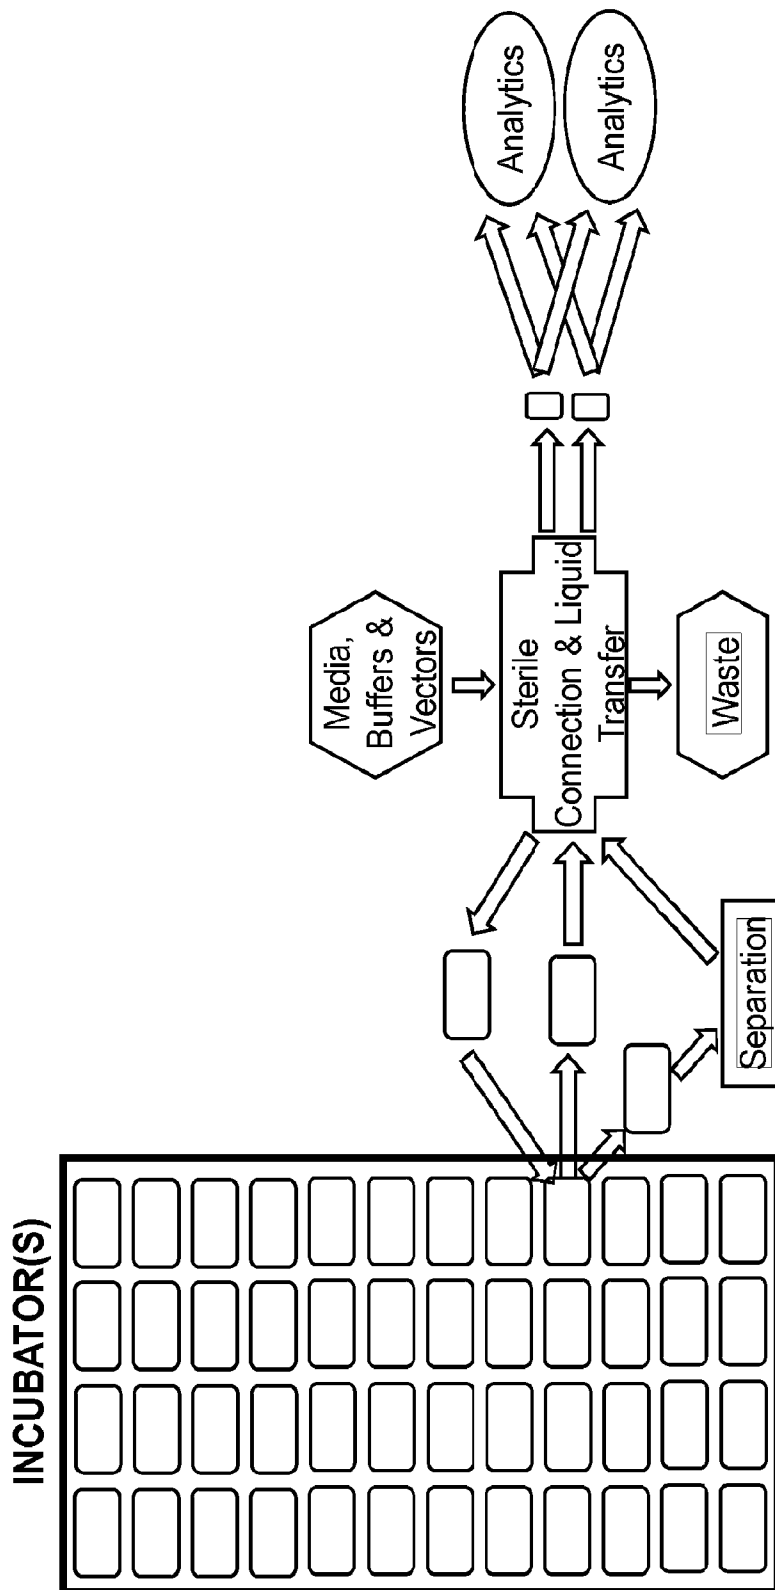 INCUBATOR(S)
Media,
Buffers &
Vectors
Sterile
Connection & Liquid
Transfer
Waste
Separation
Analytics
Analytics